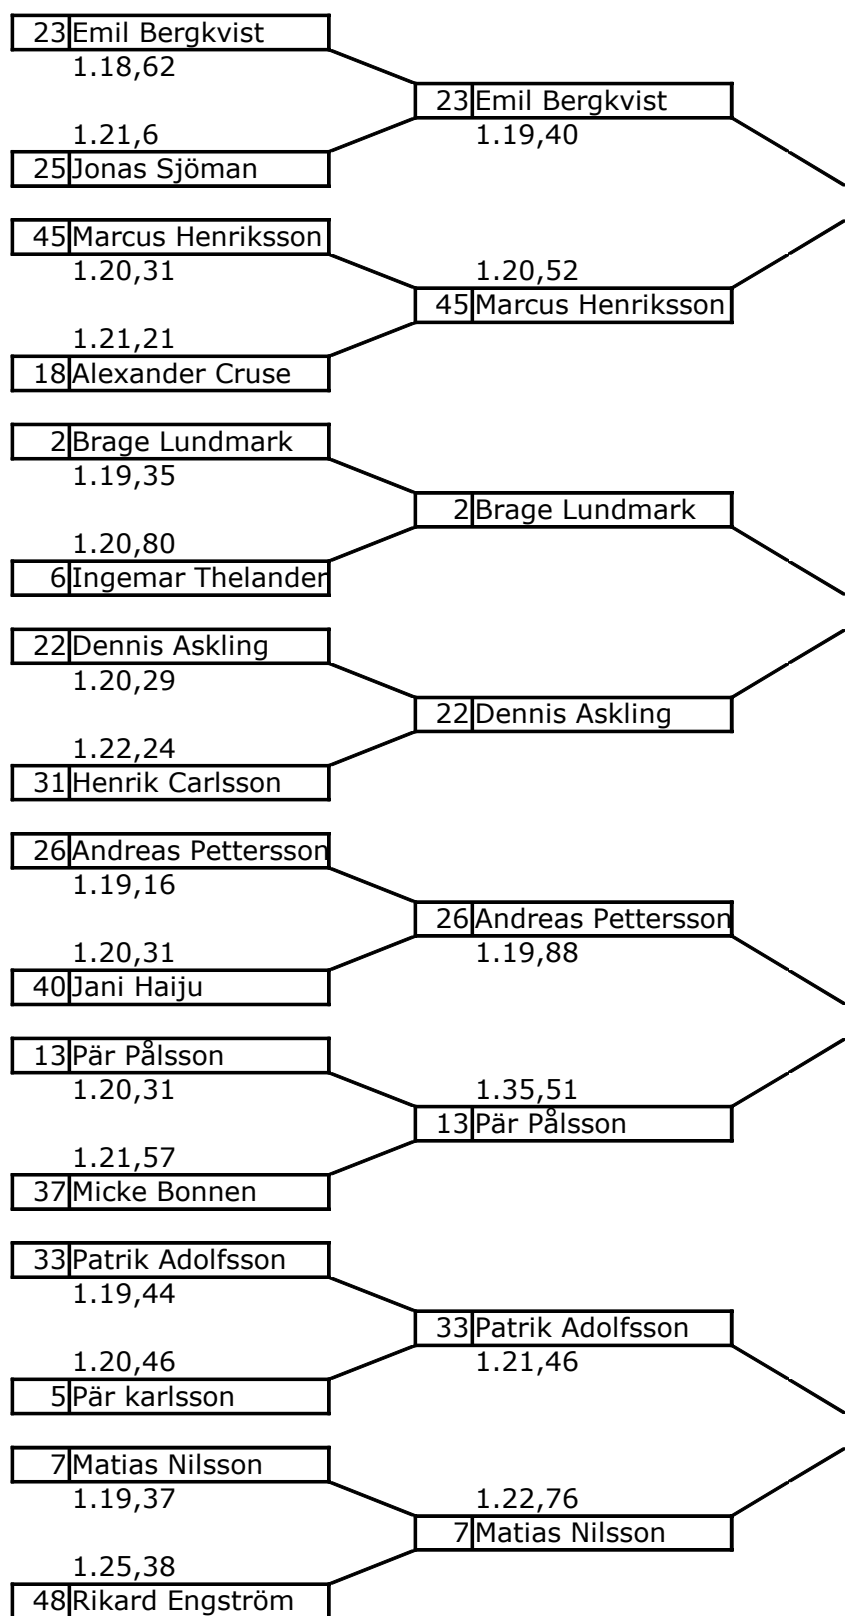 23 Emil Bergkvist
1.18,62
23 Emil Bergkvist
1.21,6
1.19,40
25 Jonas Sjöman
45 Marcus Henriksson
1.20,31
1.20,52
45 Marcus Henriksson
1.21,21
18 Alexander Cruse
2 Brage Lundmark
1.19,35
2 Brage Lundmark
1.20,80
6 Ingemar Thelander
22 Dennis Askling
1.20,29
22 Dennis Askling
1.22,24
31 Henrik Carlsson
26 Andreas Pettersson
1.19,16
26 Andreas Pettersson
1.20,31
1.19,88
40 Jani Haiju
13 Pär Pålsson
1.20,31
1.35,51
13 Pär Pålsson
1.21,57
37 Micke Bonnen
33 Patrik Adolfsson
1.19,44
33 Patrik Adolfsson
1.20,46
1.21,46
5 Pär karlsson
7 Matias Nilsson
1.19,37
1.22,76
7 Matias Nilsson
1.25,38
48 Rikard Engström